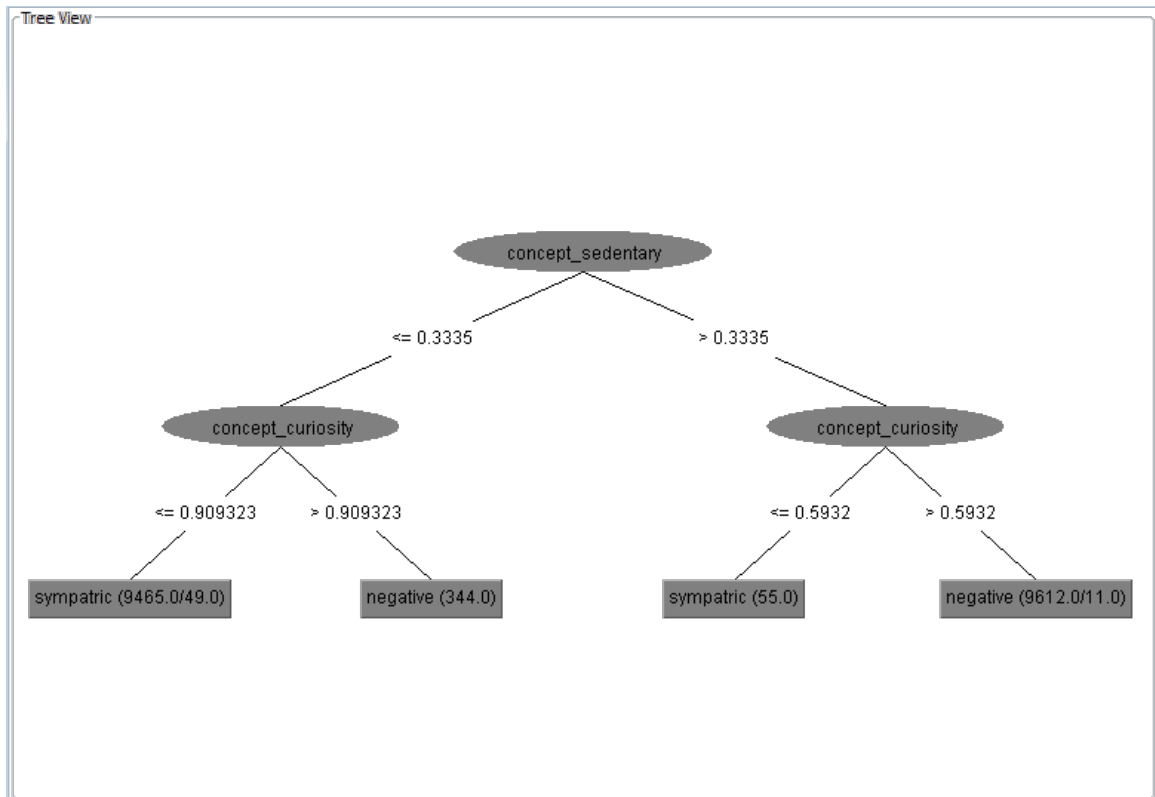 Tree View
concept_sedentary
<= 0.3335
> 0.3335
concept_curiosity
concept_curiosity
<= 0.909323
> 0.909323
<= 0.5932
> 0.5932
sympatric (9465.0/49.0)
negative (344.0)
sympatric (55.0)
negative (9612.0/11.0)